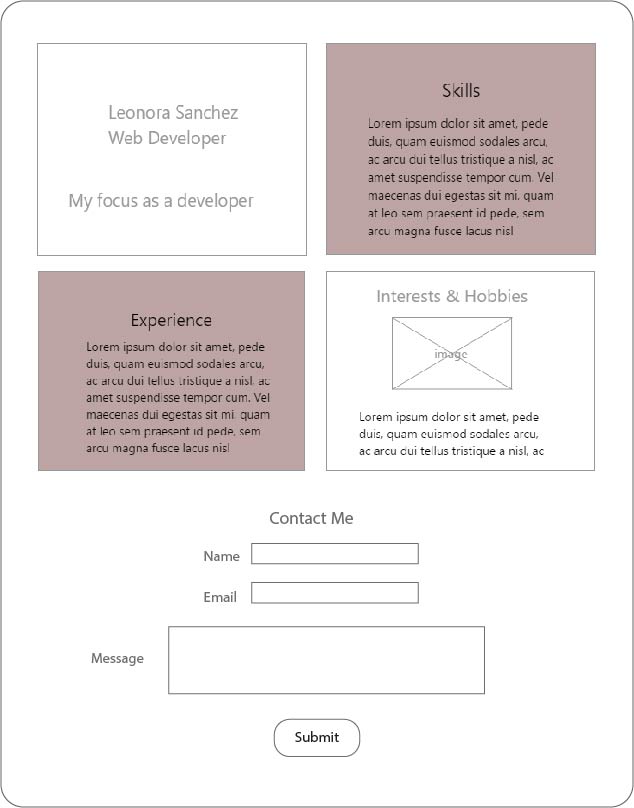 Leonora Sanchez
Web Developer
My focus as a developer
Skills
Lorem ipsum dolor sit amet, pede
duis, quam euismod sodales arcu,
ac arcu dui tellus tristique a nisl, ac
amet suspendisse tempor cum. Vel
maecenas dui egestas sit mi, quam
at leo sem praesent id pede, sem
arcu magna fusce lacus nisl
Experience
Lorem ipsum dolor sit amet, pede
duis, quam euismod sodales arcu,
ac arcu dui tellus tristique a nisl, ac
amet suspendisse tempor cum. Vel
maecenas dui egestas sit mi, quam
at leo sem praesent id pede, sem
arcu magna fusce lacus nisl
Interests & Hobbies
image
Lorem ipsum dolor sit amet, pede
duis, quam euismod sodales arcu,
ac arcu dui tellus tristique a nisl, ac
Contact Me
Name
Email
Message
Submit